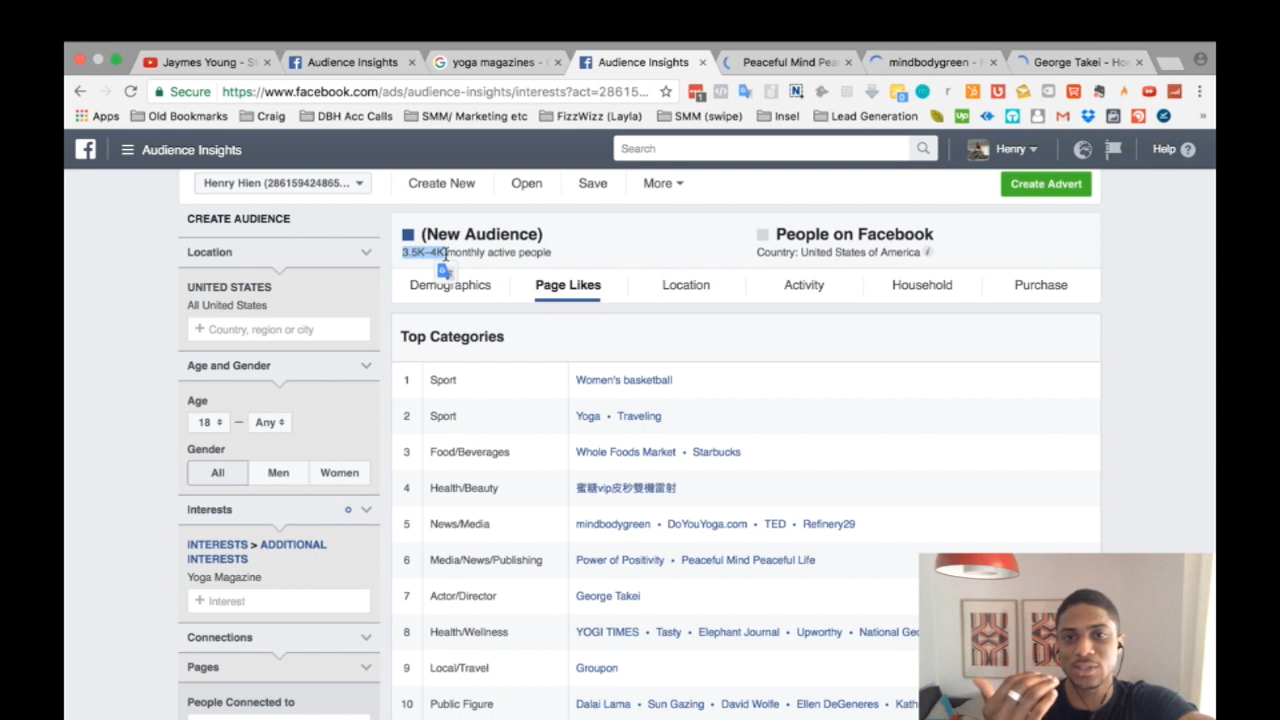 Jaymes Young - S
Audience Insights
yoga magazines -
Audience Insights
Peaceful Mind Pea
mindbodygreen -
George Takei - Ho
Secure
https://www.facebook.com/ads/audience-insights/interests?act=28615...
Apps
Old Bookmarks
Craig
DBH Acc Calls
SMM/ Marketing etc
FizzWizz (Layla)
SMM (swipe)
Insel
Lead Generation
Audience Insights
Search
Henry
Help
Henry Hien (286159424865...
Create New
Open
Save
More
Create Advert
CREATE AUDIENCE
(New Audience)
3.5K–4K monthly active people
People on Facebook
Country: United States of America
Location
UNITED STATES
All United States
+ Country, region or city
Age and Gender
Age
18 — Any
Gender
All
Men
Women
Interests
INTERESTS > ADDITIONAL
INTERESTS
Yoga Magazine
+ Interest
Connections
Pages
People Connected to
Demographics
Page Likes
Location
Activity
Household
Purchase
Top Categories
1 Sport Women's basketball
2 Sport Yoga • Traveling
3 Food/Beverages Whole Foods Market • Starbucks
4 Health/Beauty 蜜糖vip皮秒雙機雷射
5 News/Media mindbodygreen • DoYouYoga.com • TED • Refinery29
6 Media/News/Publishing Power of Positivity • Peaceful Mind Peaceful Life
7 Actor/Director George Takei
8 Health/Wellness YOGI TIMES • Tasty • Elephant Journal • Upworthy • National Geo
9 Local/Travel Groupon
10 Public Figure Dalai Lama • Sun Gazing • David Wolfe • Ellen DeGeneres • Kath